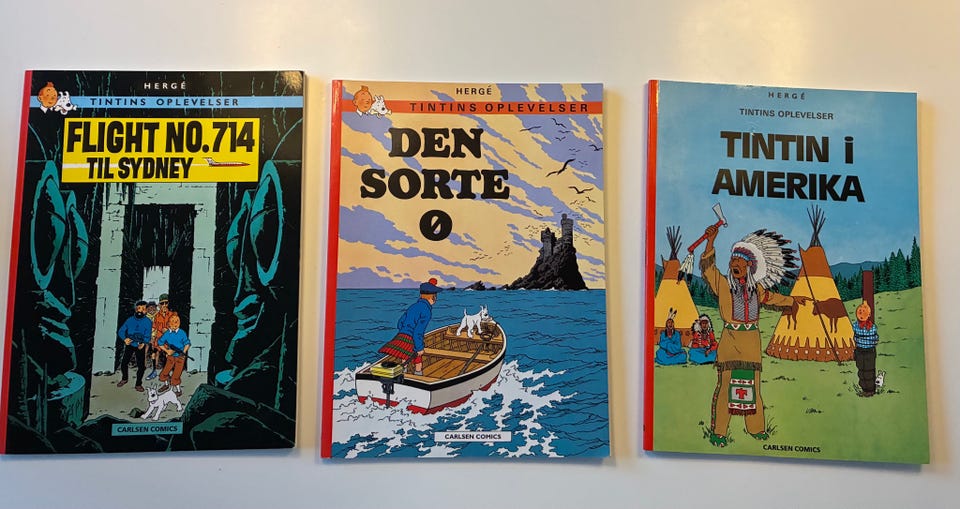 HERGÉ
TINTINS OPLEVELSER
FLIGHT NO.714
TIL SYDNEY
CARLSEN COMICS
HERGÉ
TINTINS OPLEVELSER
DEN
SORTE
Ø
CARLSEN COMICS
HERGÉ
TINTINS OPLEVELSER
TINTIN i
AMERIKA
CARLSEN COMICS